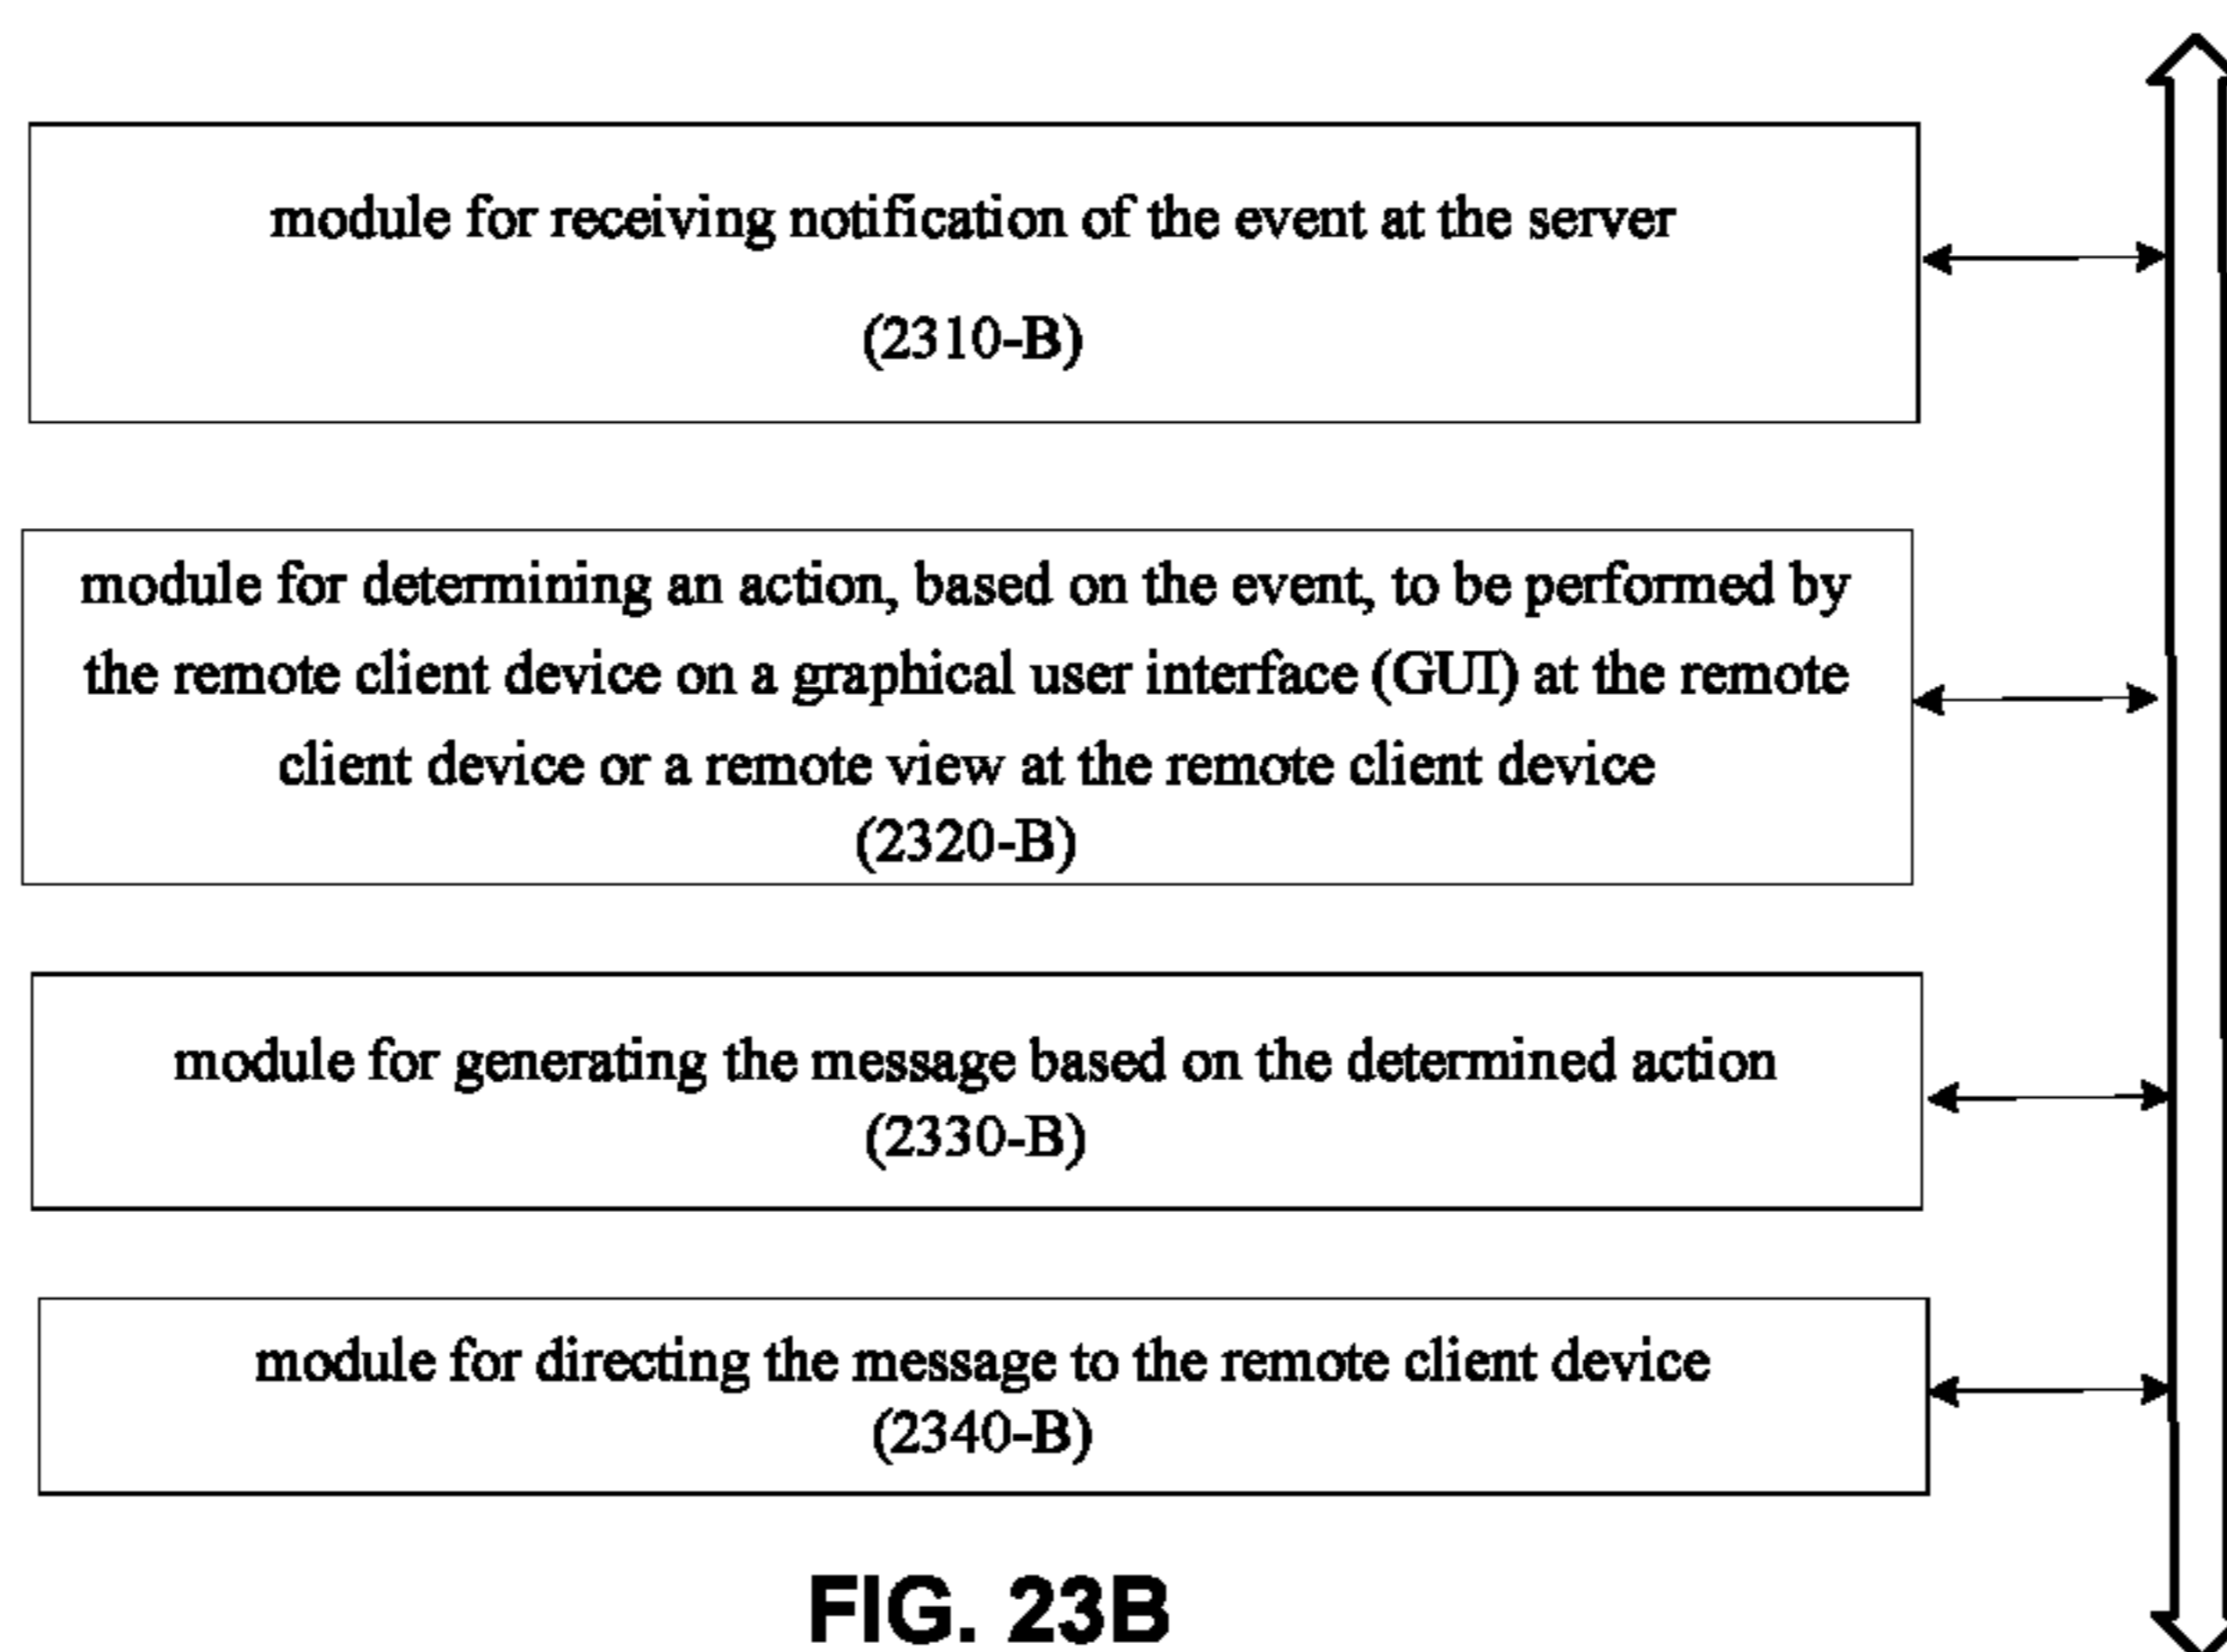 module for receiving notification of the event at the server
(2310-B)
module for determining an action, based on the event, to be performed by
the remote client device on a graphical user interface (GUI) at the remote
client device or a remote view at the remote client device
(2320-B)
module for generating the message based on the determined action
(2330-B)
module for directing the message to the remote client device
(2340-B)
FIG. 23B